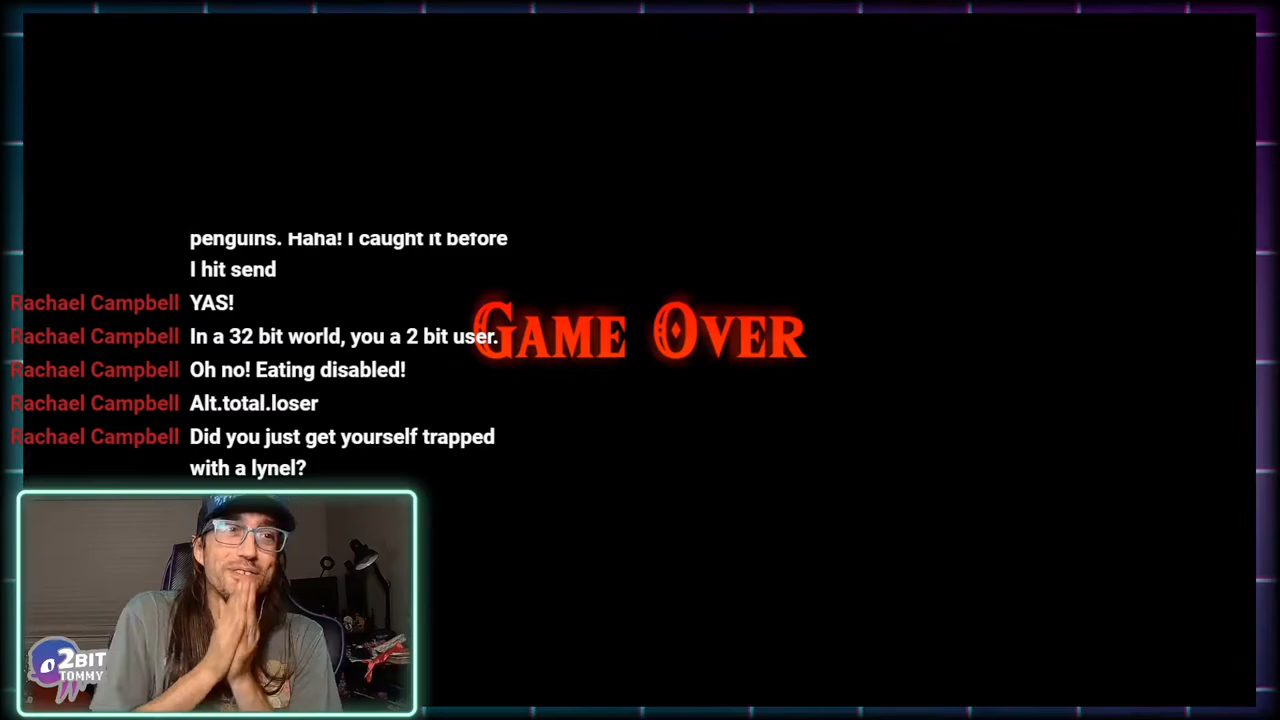 penguins. Haha! I caught it before
I hit send
Rachael Campbell YAS!
Rachael Campbell In a 32 bit world, you a 2 bit user.
GAME OVER
Rachael Campbell Oh no! Eating disabled!
Rachael Campbell Alt.total.loser
Rachael Campbell Did you just get yourself trapped
with a lynel?
2BIT
TOMMY